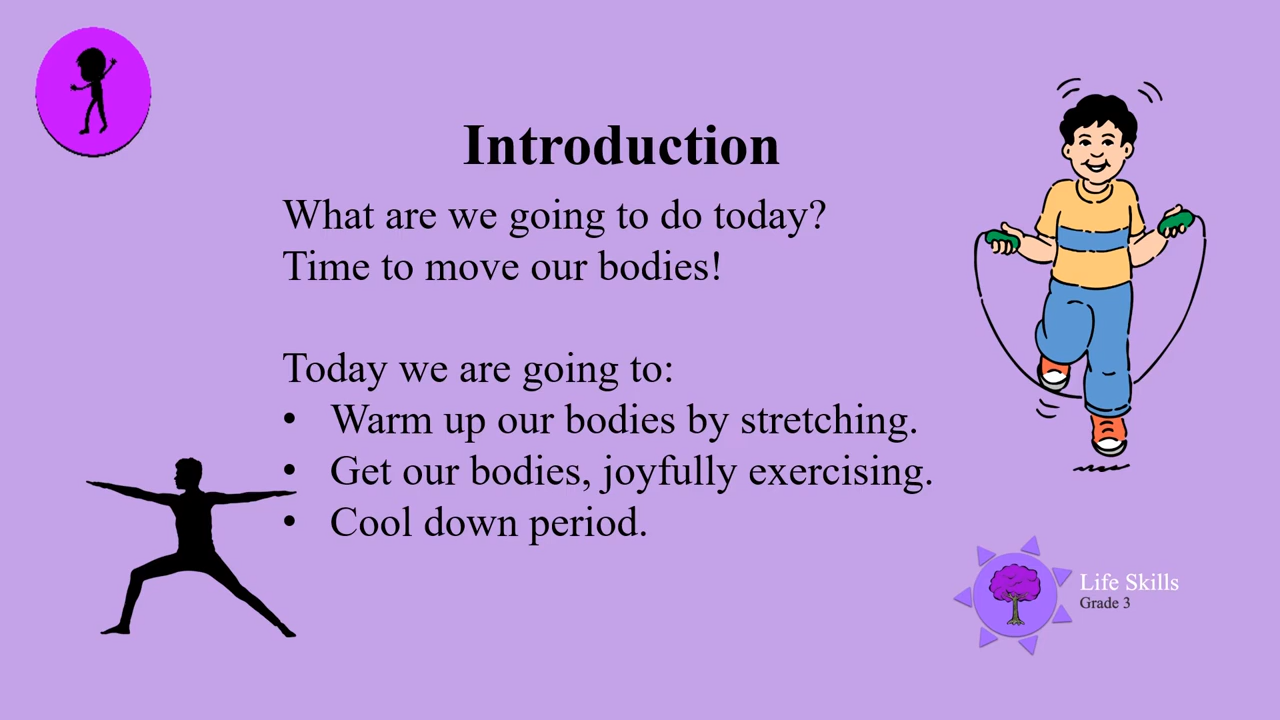 Introduction
What are we going to do today?
Time to move our bodies!
Today we are going to:
• Warm up our bodies by stretching.
• Get our bodies, joyfully exercising.
• Cool down period.
Life Skills
Grade 3